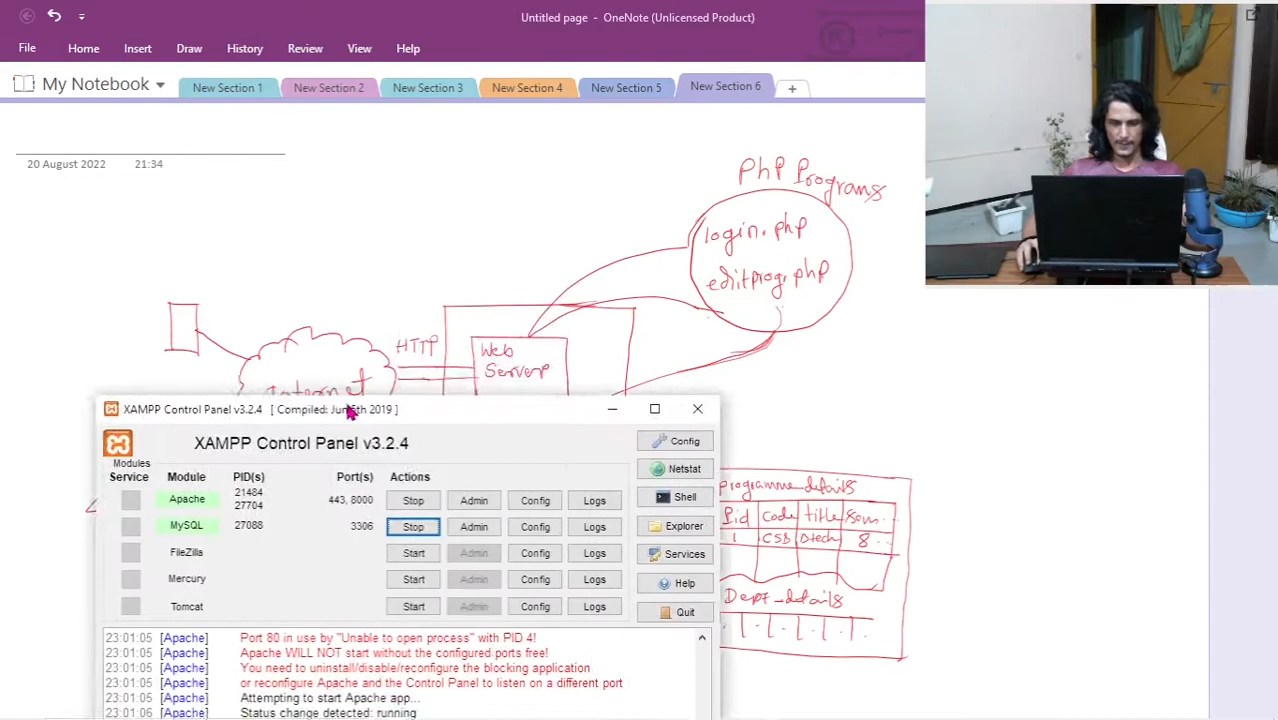 Untitled page - OneNote (Unlicensed Product)
File Home Insert Draw History Review View Help
My Notebook New Section 1 New Section 2 New Section 3 New Section 4 New Section 5 New Section 6 +
20 August 2022 21:34
PhP Programs
login.php
editprog.php
HTTP
Web
Server
internet
XAMPP Control Panel v3.2.4 [ Compiled: Jun 5th 2019 ]
XAMPP Control Panel v3.2.4
Config
Modules
Service Module PID(s) Port(s) Actions
Netstat
Apache 21484 27704 443, 8000 Stop Admin Config Logs
Shell
MySQL 27088 3306 Stop Admin Config Logs
Explorer
FileZilla Start Admin Config Logs
Services
Mercury Start Admin Config Logs
Help
Tomcat Start Admin Config Logs
Quit
23:01:05 [Apache] Port 80 in use by "Unable to open process" with PID 4!
23:01:05 [Apache] Apache WILL NOT start without the configured ports free!
23:01:05 [Apache] You need to uninstall/disable/reconfigure the blocking application
23:01:05 [Apache] or reconfigure Apache and the Control Panel to listen on a different port
23:01:05 [Apache] Attempting to start Apache app...
23:01:06 [Apache] Status change detected: running
programme_details
Pid code title
1 CSB Dtech 8
Dept_details